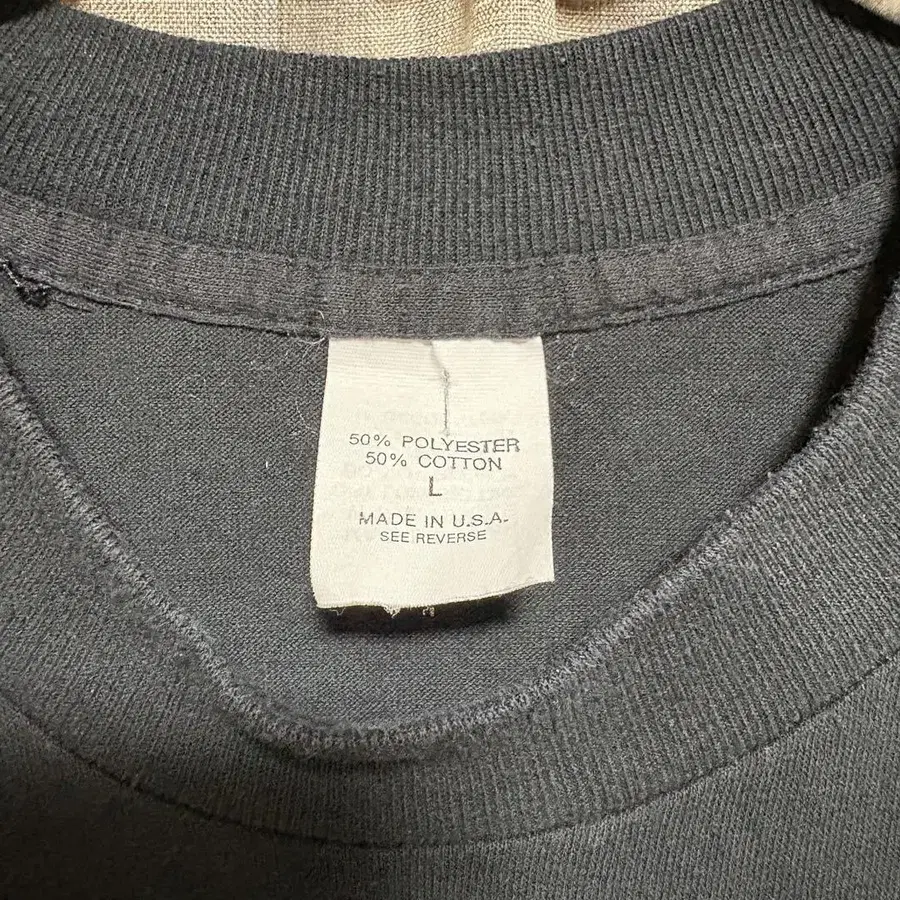 50% POLYESTER
50% COTTON
L
MADE IN U.S.A.
SEE REVERSE